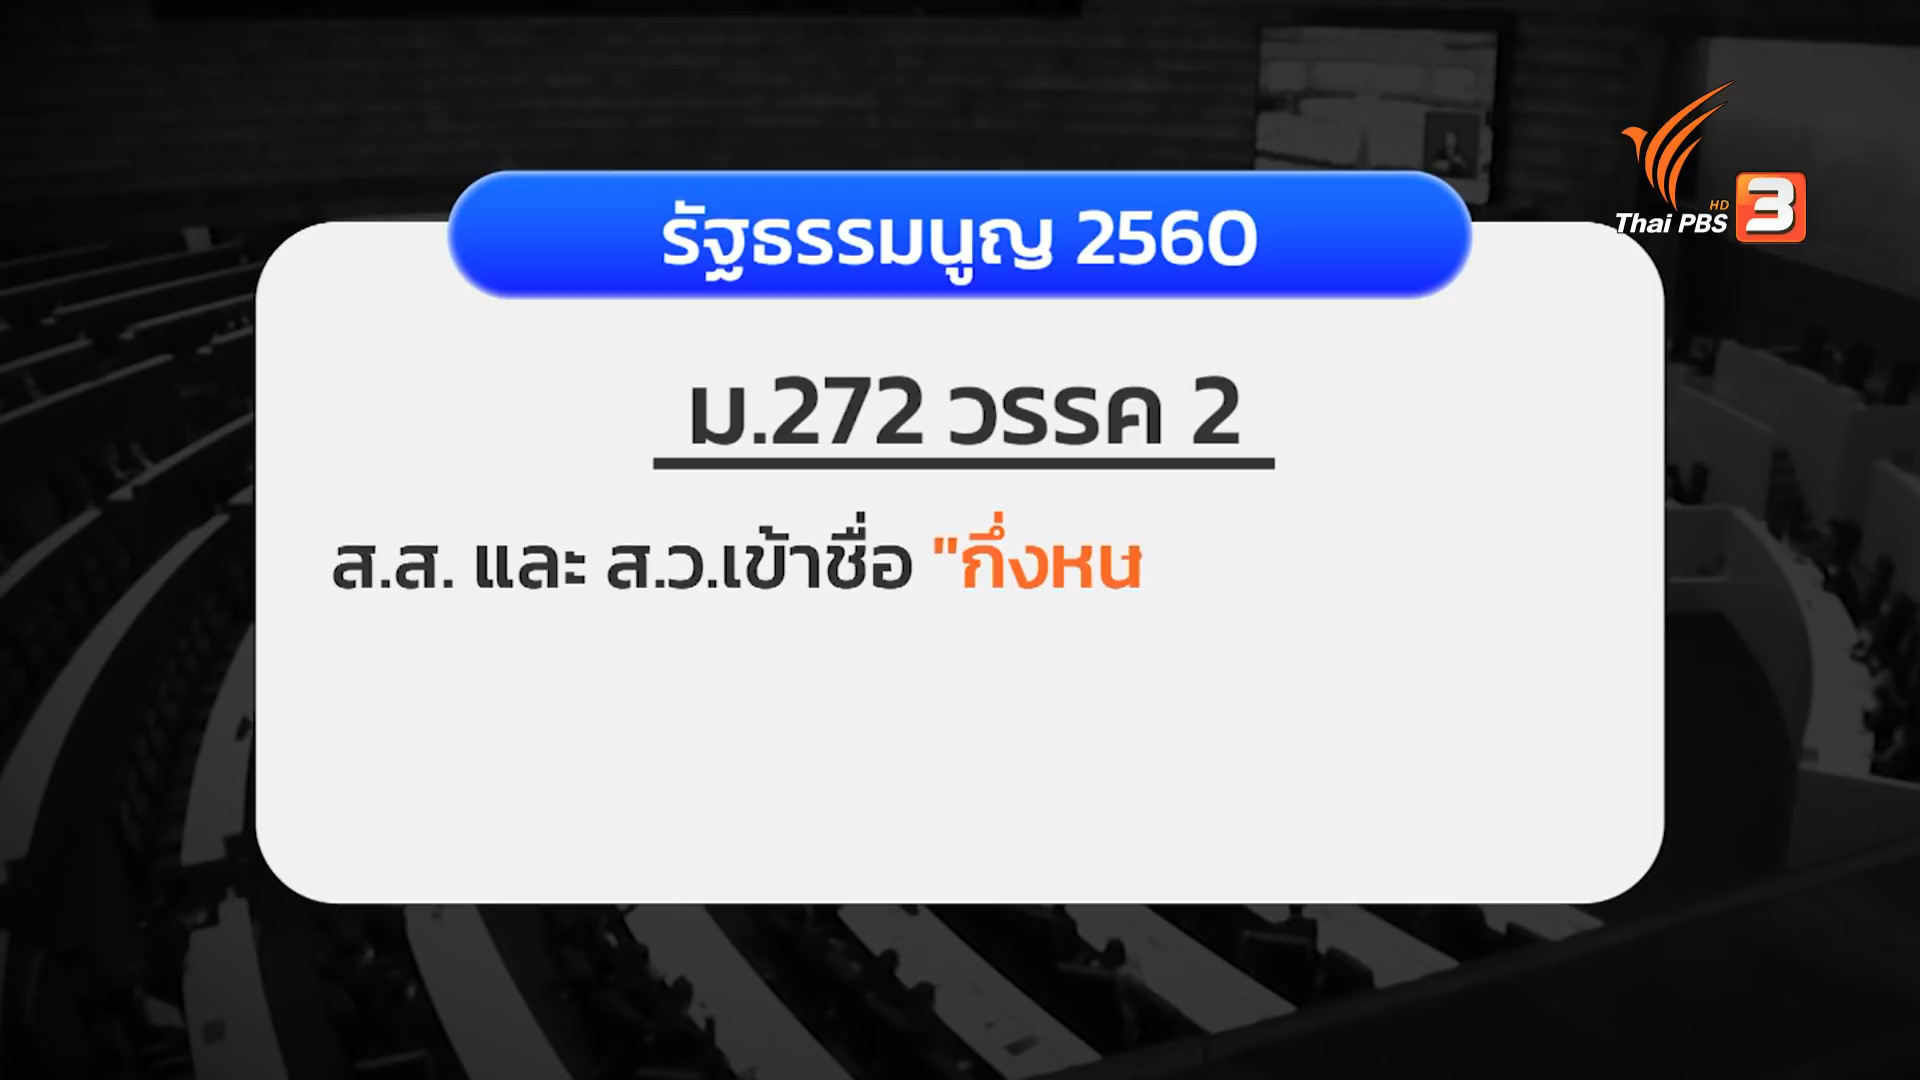 HD
Thai PBS 3
รัฐธรรมนูญ 2560
ม.272 วรรค 2
ส.ส. และ ส.ว.เข้าชื่อ "กึ่งหน